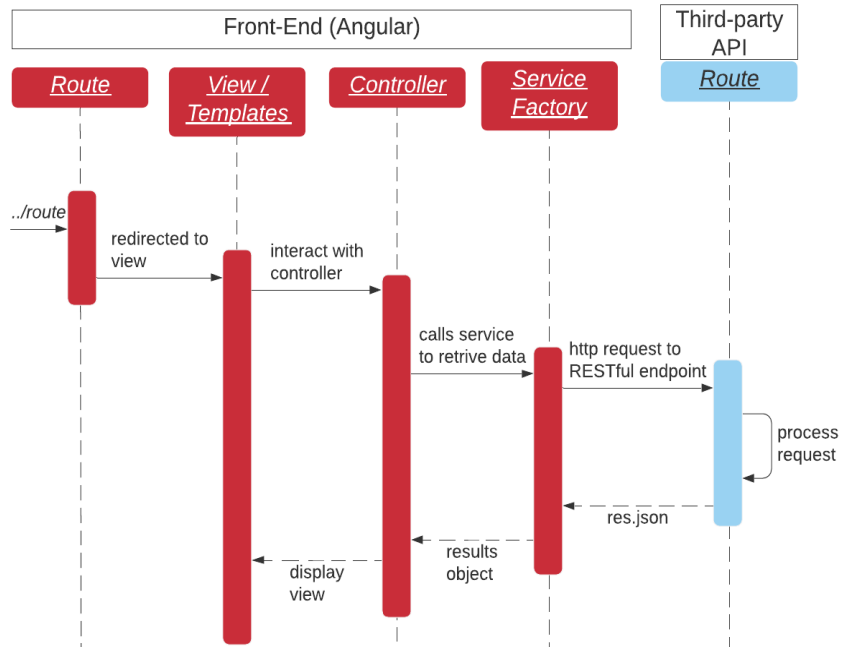 Front-End (Angular)
Third-party
API
Route
View /
Templates
Controller
Service
Factory
Route
../route
redirected to
view
interact with
controller
calls service
to retrive data
http request to
RESTful endpoint
process
request
res.json
results
object
display
view